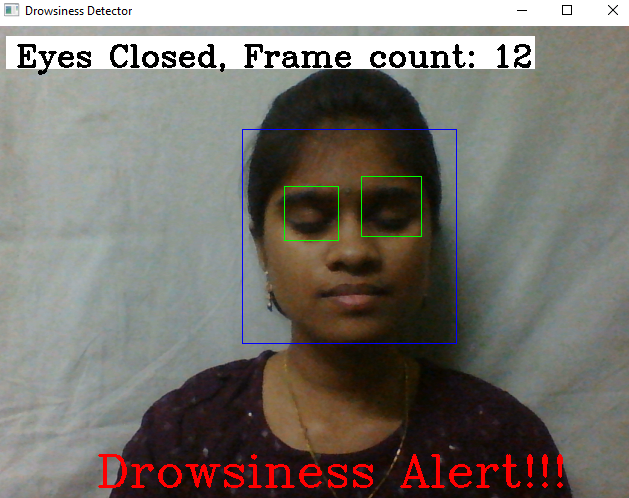 Drowsiness Detector
Eyes Closed, Frame count: 12
Drowsiness Alert!!!